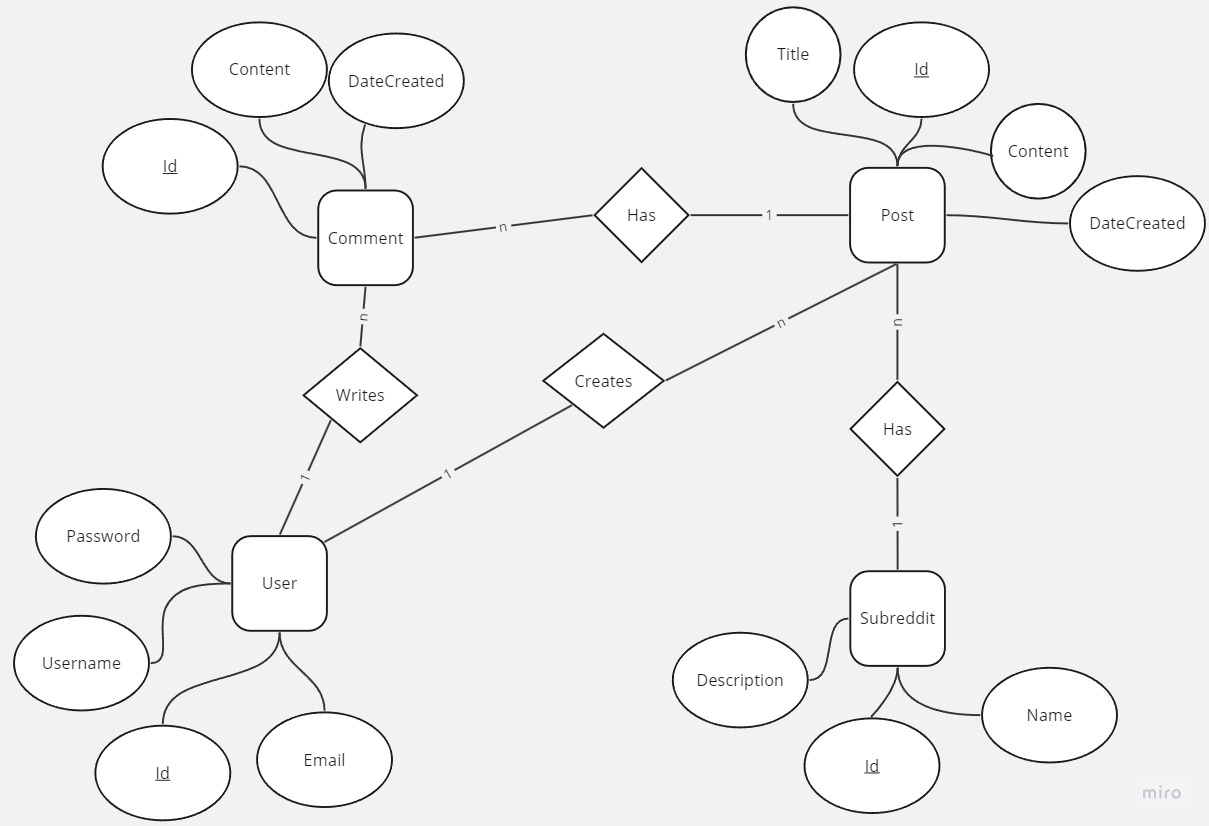 Title
Content
Id
DateCreated
Content
Id
Has
1
Post
DateCreated
n
Comment
n
n
n
Creates
Writes
Has
1
1
1
Password
User
Username
Subreddit
Description
Name
Email
Id
Id
miro